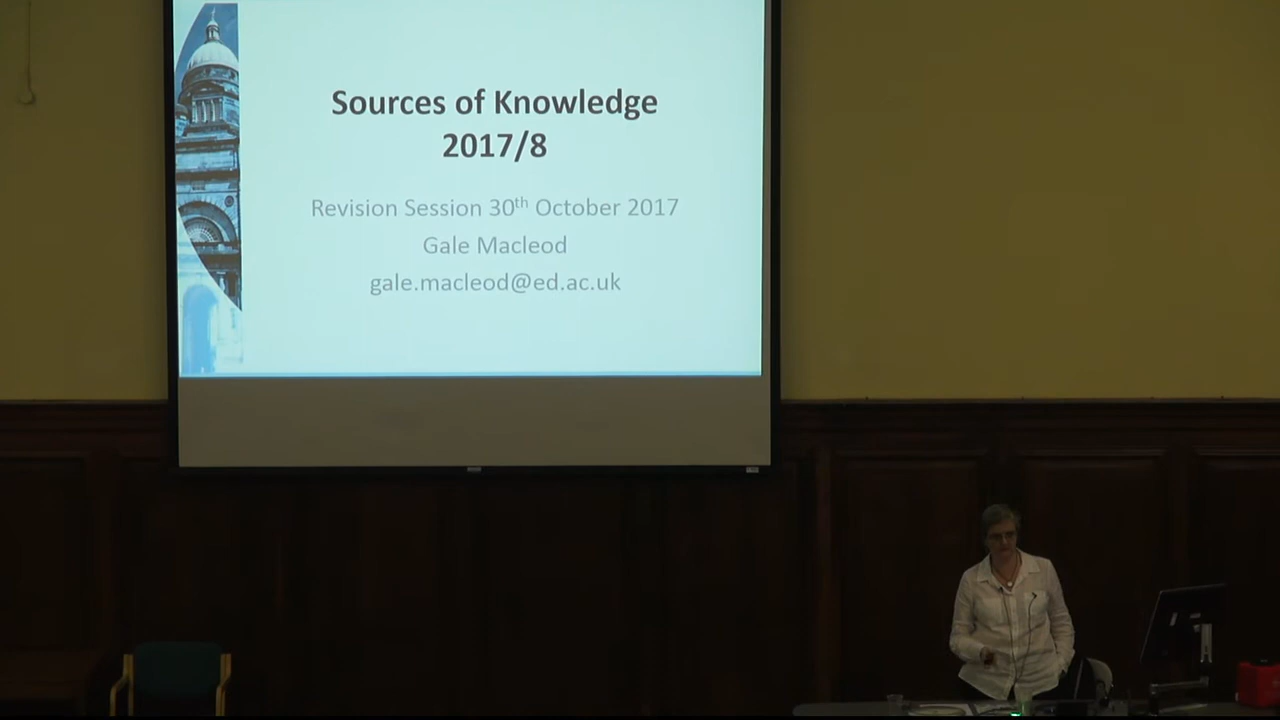 Sources of Knowledge
2017/8
Revision Session 30th October 2017
Gale Macleod
gale.macleod@ed.ac.uk